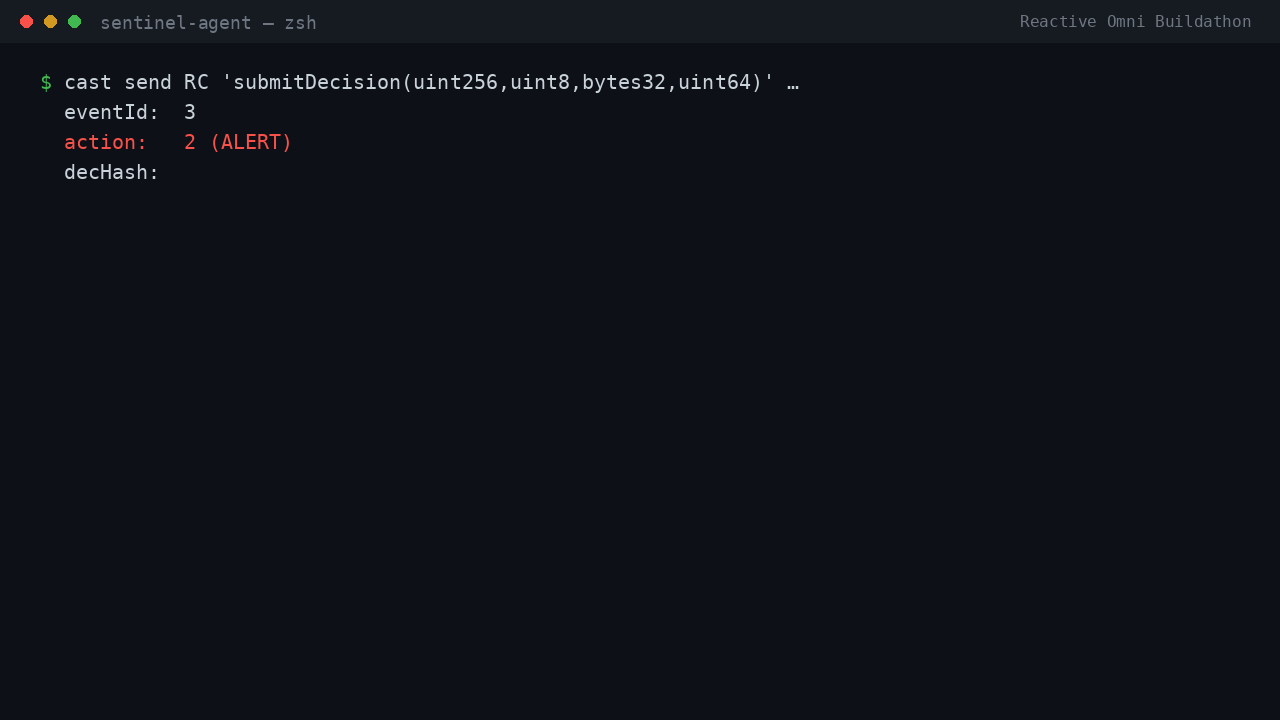 sentinel-agent — zsh
Reactive Omni Buildathon
$ cast send RC 'submitDecision(uint256,uint8,bytes32,uint64)' …
eventId:  3
action:   2 (ALERT)
decHash: